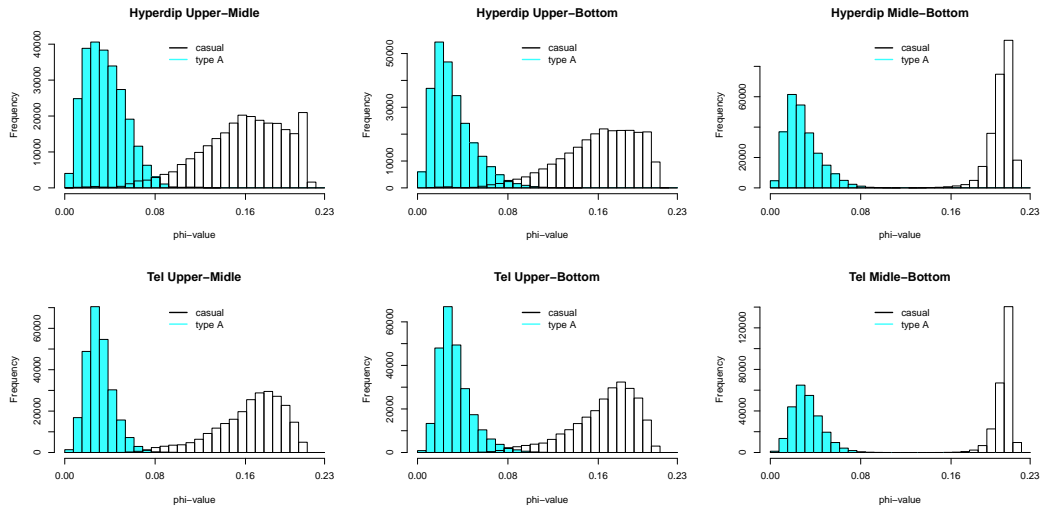 Hyperdip Upper−Midle
Frequency
0 10000 20000 30000 40000
casual
type A
0.00 0.08 0.16 0.23
phi−value
Hyperdip Upper−Bottom
Frequency
0 10000 30000 50000
casual
type A
0.00 0.08 0.16 0.23
phi−value
Hyperdip Midle−Bottom
Frequency
0 20000 60000
casual
type A
0.00 0.08 0.16 0.23
phi−value
Tel Upper−Midle
Frequency
0 20000 40000 60000
casual
type A
0.00 0.08 0.16 0.23
phi−value
Tel Upper−Bottom
Frequency
0 20000 40000 60000
casual
type A
0.00 0.08 0.16 0.23
phi−value
Tel Midle−Bottom
Frequency
0 40000 80000 120000
casual
type A
0.00 0.08 0.16 0.23
phi−value